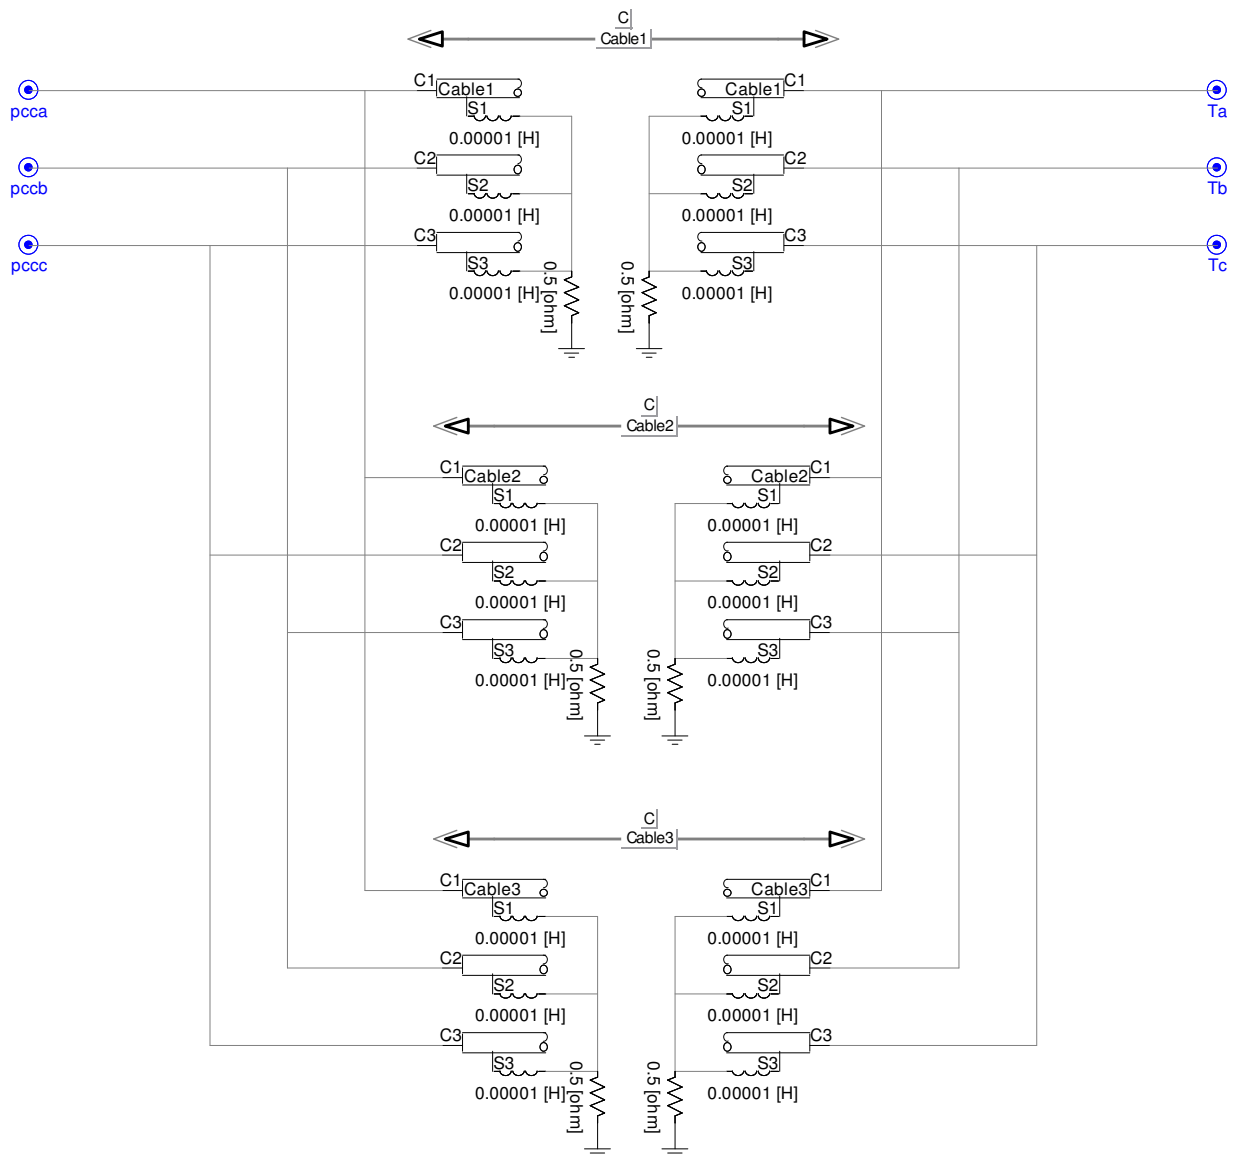 C
Cable1
C1 Cable1 Cable1 C1
pcca S1 S1 Ta
0.00001 [H] 0.00001 [H]
C2 C2
pccb S2 S2 Tb
0.00001 [H] 0.00001 [H]
C3 C3
pccc S3 S3 Tc
0.00001 [H] 0.00001 [H]
0.5 [ohm] 0.5 [ohm]
C
Cable2
C1 Cable2 Cable2 C1
S1 S1
0.00001 [H] 0.00001 [H]
C2 C2
S2 S2
0.00001 [H] 0.00001 [H]
C3 C3
S3 S3
0.00001 [H] 0.00001 [H]
0.5 [ohm] 0.5 [ohm]
C
Cable3
C1 Cable3 Cable3 C1
S1 S1
0.00001 [H] 0.00001 [H]
C2 C2
S2 S2
0.00001 [H] 0.00001 [H]
C3 C3
S3 S3
0.00001 [H] 0.00001 [H]
0.5 [ohm] 0.5 [ohm]